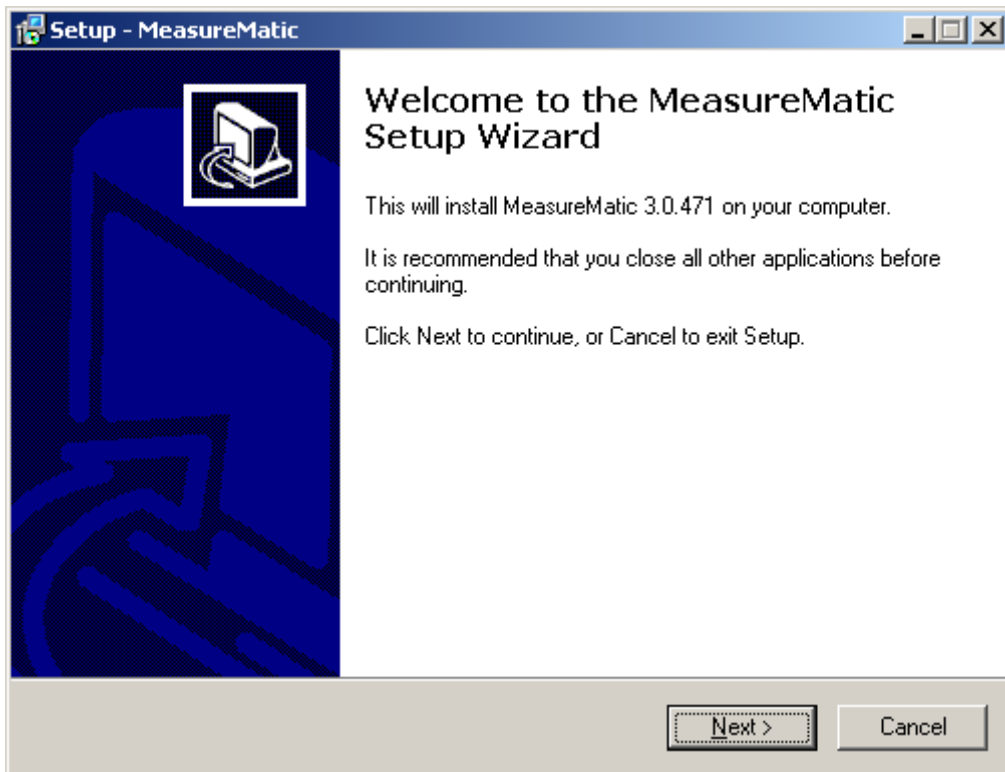 Setup - MeasureMatic
Welcome to the MeasureMatic
Setup Wizard
This will install MeasureMatic 3.0.471 on your computer.
It is recommended that you close all other applications before
continuing.
Click Next to continue, or Cancel to exit Setup.
Next >
Cancel